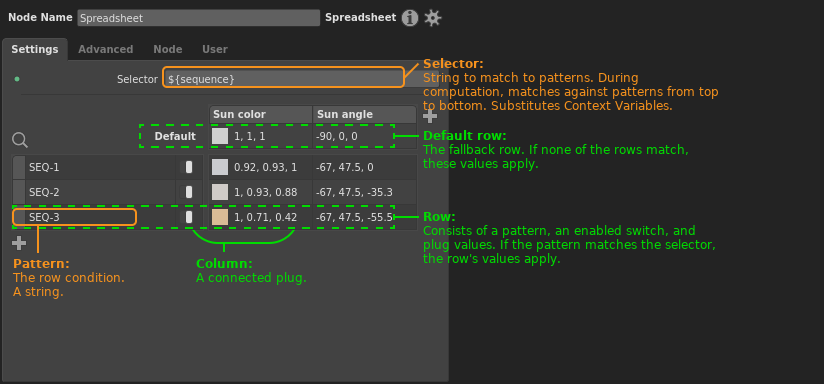 Node Name Spreadsheet Spreadsheet
Settings Advanced Node User
Selector ${sequence}
Selector:
String to match to patterns. During
computation, matches against patterns from top
to bottom. Substitutes Context Variables.
Sun color Sun angle
Default 1, 1, 1 -90, 0, 0
Default row:
The fallback row. If none of the rows match,
these values apply.
SEQ-1 0.92, 0.93, 1 -67, 47.5, 0
SEQ-2 1, 0.93, 0.88 -67, 47.5, -35.3
SEQ-3 1, 0.71, 0.42 -67, 47.5, -55.5
Row:
Consists of a pattern, an enabled switch, and
plug values. If the pattern matches the selector,
the row's values apply.
Pattern:
The row condition.
A string.
Column:
A connected plug.